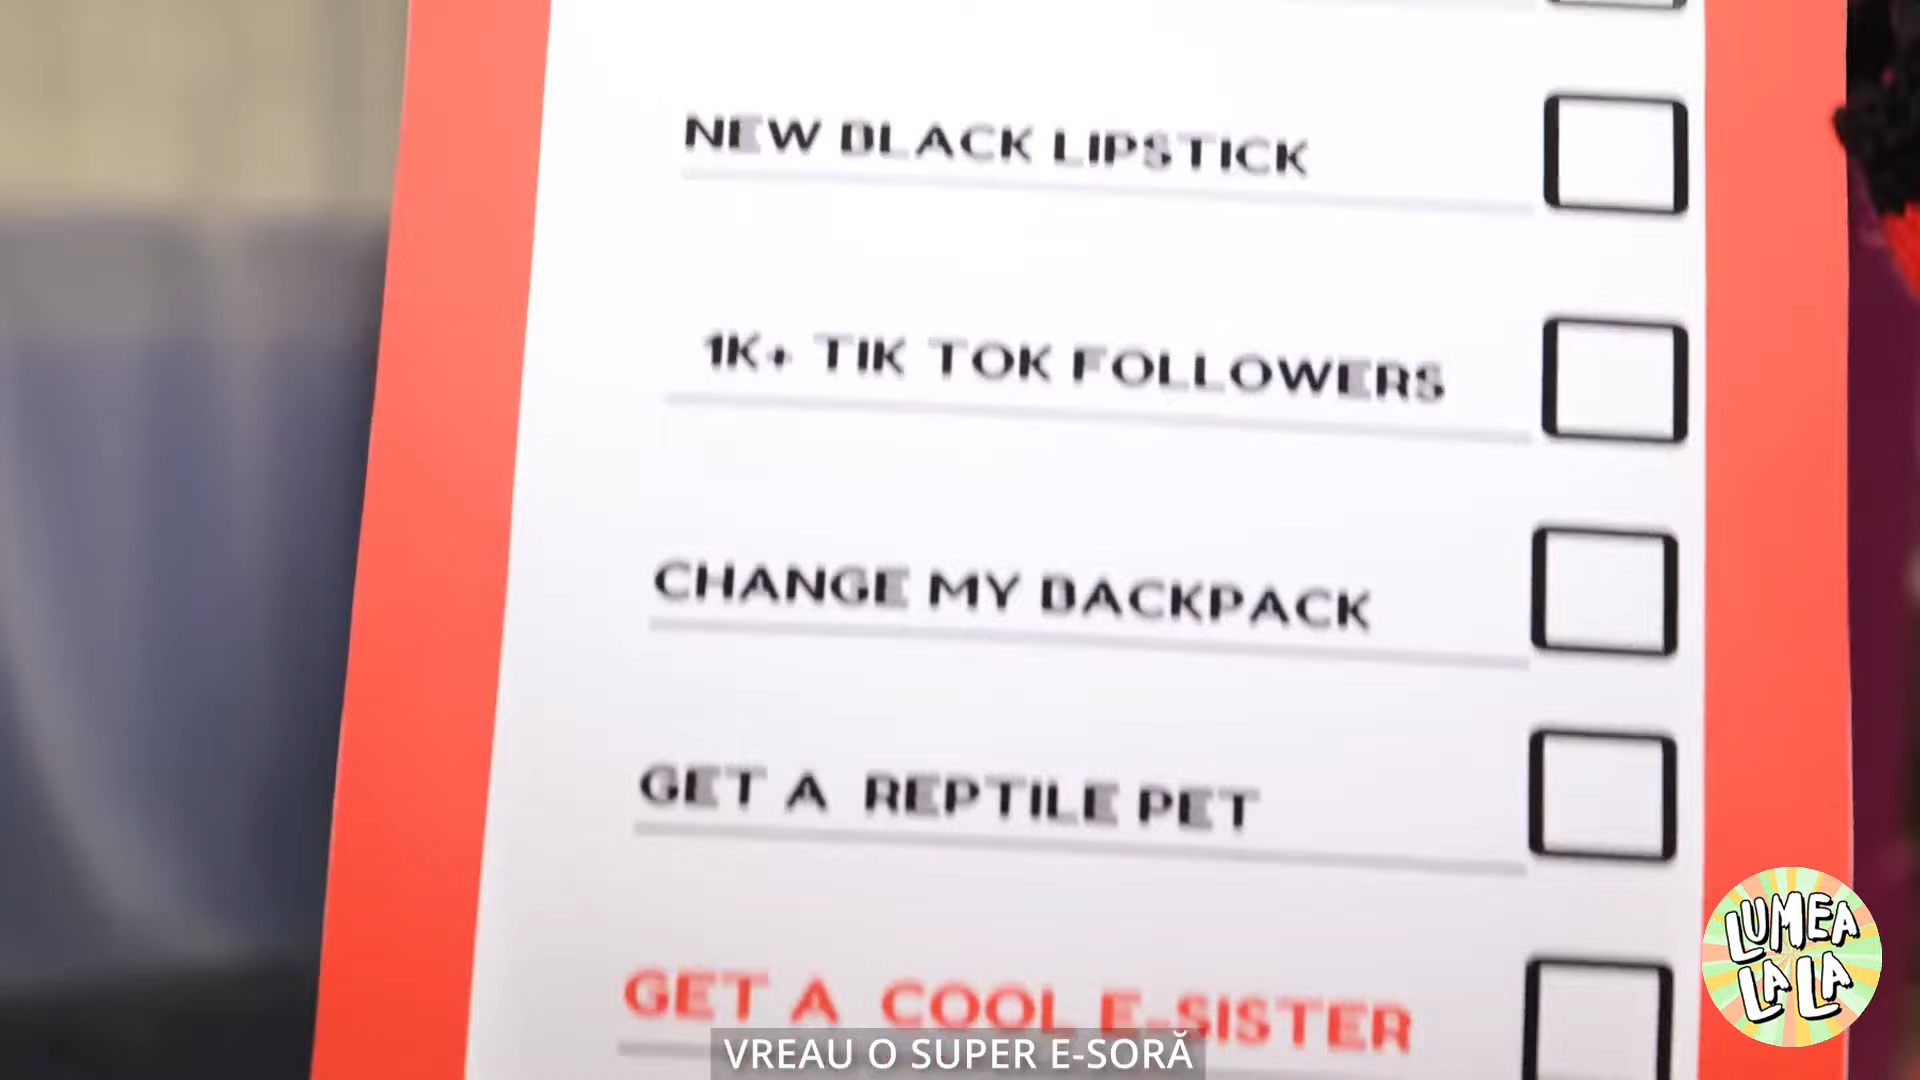 NEW BLACK LIPSTICK
1K+ TIK TOK FOLLOWERS
CHANGE MY BACKPACK
GET A REPTILE PET
GET A COOL E-SISTER
VREAU O SUPER E-SORĂ
LUMEA
LA LA